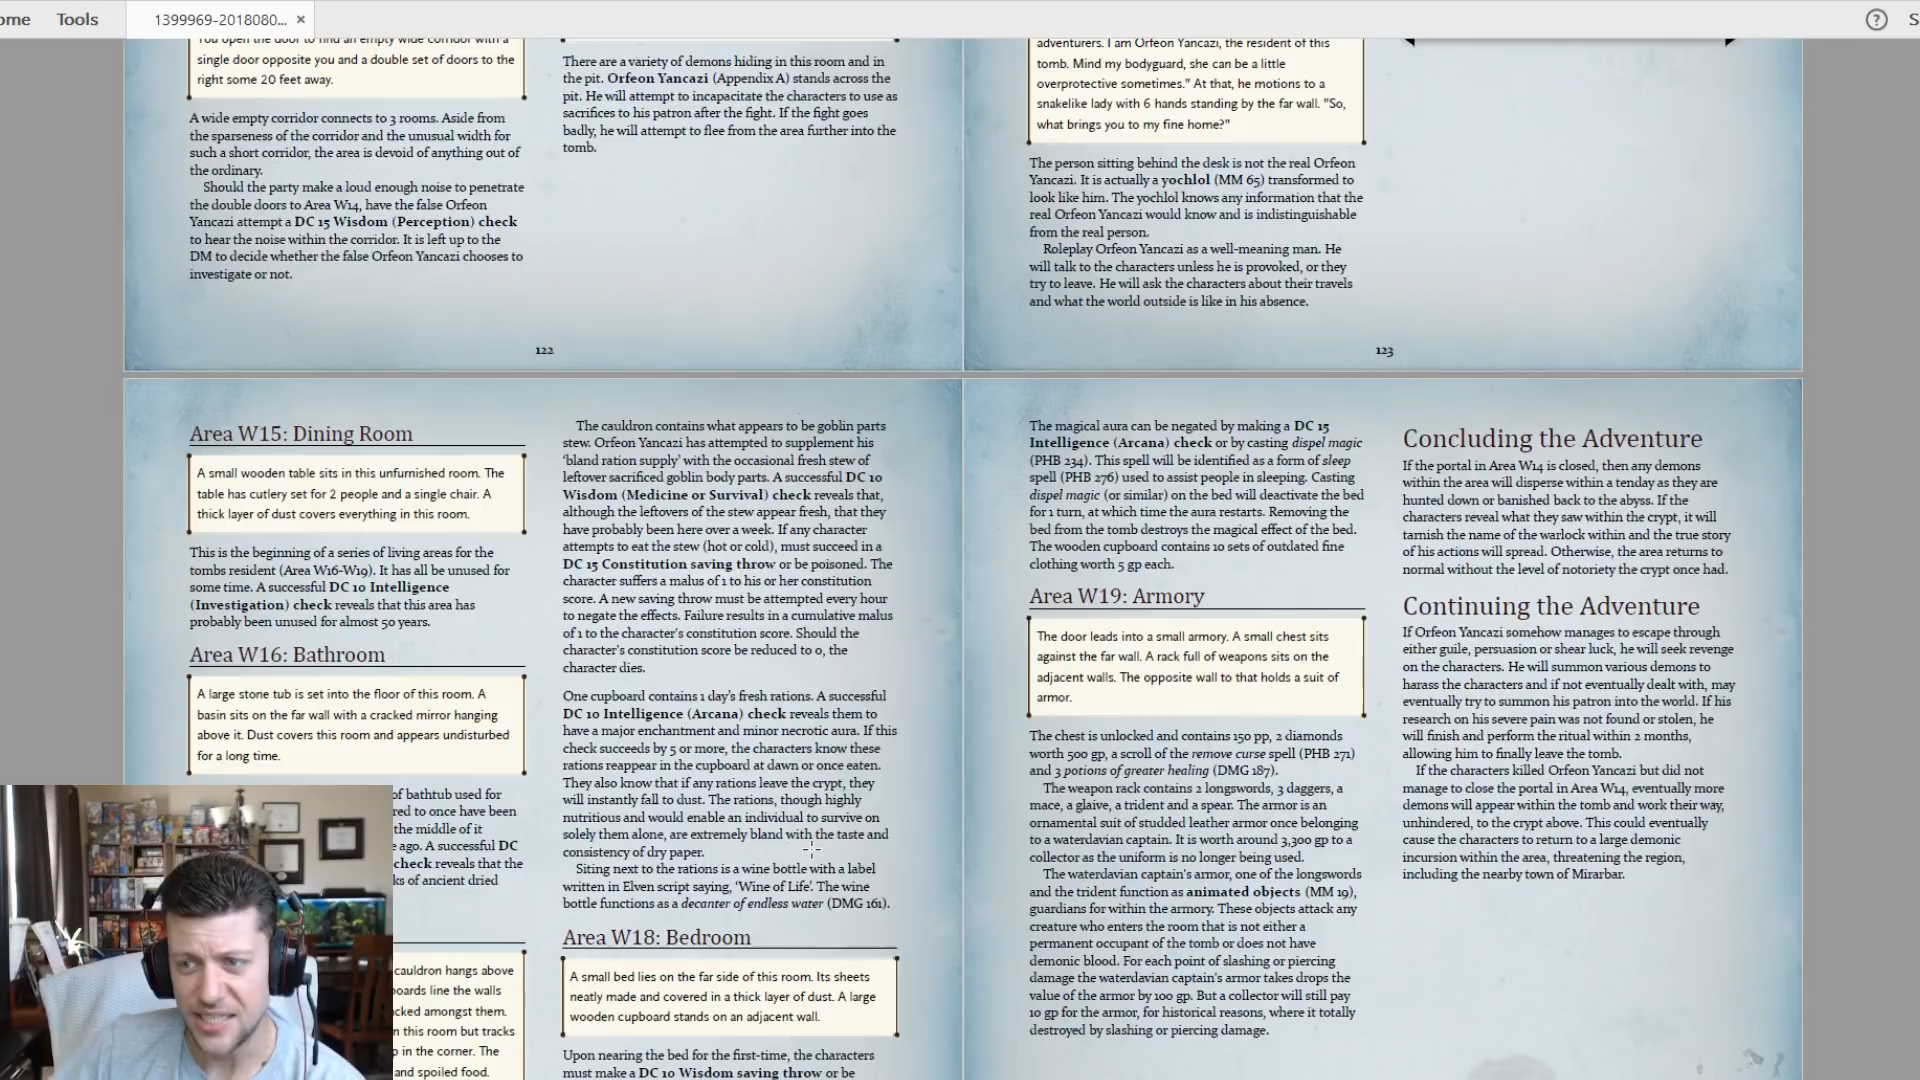 ome
Tools
1399969-2018080...
×
?
S
You open the door to find an empty wide corridor with a
single door opposite you and a double set of doors to the
right some 20 feet away.
A wide empty corridor connects to 3 rooms. Aside from
the sparseness of the corridor and the unusual width for
such a short corridor, the area is devoid of anything out of
the ordinary.
Should the party make a loud enough noise to penetrate
the double doors to Area W14, have the false Orfeon
Yancazi attempt a DC 15 Wisdom (Perception) check
to hear the noise within the corridor. It is left up to the
DM to decide whether the false Orfeon Yancazi chooses to
investigate or not.
There are a variety of demons hiding in this room and in
the pit. Orfeon Yancazi (Appendix A) stands across the
pit. He will attempt to incapacitate the characters to use as
sacrifices to his patron after the fight. If the fight goes
badly, he will attempt to flee from the area further into the
tomb.
122
adventurers. I am Orfeon Yancazi, the resident of this
tomb. Mind my bodyguard, she can be a little
overprotective sometimes." At that, he motions to a
snakelike lady with 6 hands standing by the far wall. "So,
what brings you to my fine home?"
The person sitting behind the desk is not the real Orfeon
Yancazi. It is actually a yochlol (MM 65) transformed to
look like him. The yochlol knows any information that the
real Orfeon Yancazi would know and is indistinguishable
from the real person.
Roleplay Orfeon Yancazi as a well-meaning man. He
will talk to the characters unless he is provoked, or they
try to leave. He will ask the characters about their travels
and what the world outside is like in his absence.
123
Area W15: Dining Room
A small wooden table sits in this unfurnished room. The
table has cutlery set for 2 people and a single chair. A
thick layer of dust covers everything in this room.
This is the beginning of a series of living areas for the
tombs resident (Area W16-W19). It has all be unused for
some time. A successful DC 10 Intelligence
(Investigation) check reveals that this area has
probably been unused for almost 50 years.
Area W16: Bathroom
A large stone tub is set into the floor of this room. A
basin sits on the far wall with a cracked mirror hanging
above it. Dust covers this room and appears undisturbed
for a long time.
of bathtub used for
red to once have been
the middle of it
e ago. A successful DC
check reveals that the
ks of ancient dried
cauldron hangs above
boards line the walls
cked amongst them.
n this room but tracks
o in the corner. The
and spoiled food.
The cauldron contains what appears to be goblin parts
stew. Orfeon Yancazi has attempted to supplement his
‘bland ration supply’ with the occasional fresh stew of
leftover sacrificed goblin body parts. A successful DC 10
Wisdom (Medicine or Survival) check reveals that,
although the leftovers of the stew appear fresh, that they
have probably been here over a week. If any character
attempts to eat the stew (hot or cold), must succeed in a
DC 15 Constitution saving throw or be poisoned. The
character suffers a malus of 1 to his or her constitution
score. A new saving throw must be attempted every hour
to negate the effects. Failure results in a cumulative malus
of 1 to the character's constitution score. Should the
character's constitution score be reduced to 0, the
character dies.
One cupboard contains 1 day's fresh rations. A successful
DC 10 Intelligence (Arcana) check reveals them to
have a major enchantment and minor necrotic aura. If this
check succeeds by 5 or more, the characters know these
rations reappear in the cupboard at dawn or once eaten.
They also know that if any rations leave the crypt, they
will instantly fall to dust. The rations, though highly
nutritious and would enable an individual to survive on
solely them alone, are extremely bland with the taste and
consistency of dry paper.
Siting next to the rations is a wine bottle with a label
written in Elven script saying, ‘Wine of Life’. The wine
bottle functions as a decanter of endless water (DMG 161).
Area W18: Bedroom
A small bed lies on the far side of this room. Its sheets
neatly made and covered in a thick layer of dust. A large
wooden cupboard stands on an adjacent wall.
Upon nearing the bed for the first-time, the characters
must make a DC 10 Wisdom saving throw or be
The magical aura can be negated by making a DC 15
Intelligence (Arcana) check or by casting dispel magic
(PHB 234). This spell will be identified as a form of sleep
spell (PHB 276) used to assist people in sleeping. Casting
dispel magic (or similar) on the bed will deactivate the bed
for 1 turn, at which time the aura restarts. Removing the
bed from the tomb destroys the magical effect of the bed.
The wooden cupboard contains 10 sets of outdated fine
clothing worth 5 gp each.
Area W19: Armory
The door leads into a small armory. A small chest sits
against the far wall. A rack full of weapons sits on the
adjacent walls. The opposite wall to that holds a suit of
armor.
The chest is unlocked and contains 150 pp, 2 diamonds
worth 500 gp, a scroll of the remove curse spell (PHB 271)
and 3 potions of greater healing (DMG 187).
The weapon rack contains 2 longswords, 3 daggers, a
mace, a glaive, a trident and a spear. The armor is an
ornamental suit of studded leather armor once belonging
to a waterdavian captain. It is worth around 3,300 gp to a
collector as the uniform is no longer being used.
The waterdavian captain's armor, one of the longswords
and the trident function as animated objects (MM 19),
guardians for within the armory. These objects attack any
creature who enters the room that is not either a
permanent occupant of the tomb or does not have
demonic blood. For each point of slashing or piercing
damage the waterdavian captain's armor takes drops the
value of the armor by 100 gp. But a collector will still pay
10 gp for the armor, for historical reasons, where it totally
destroyed by slashing or piercing damage.
Concluding the Adventure
If the portal in Area W14 is closed, then any demons
within the area will disperse within a tenday as they are
hunted down or banished back to the abyss. If the
characters reveal what they saw within the crypt, it will
tarnish the name of the warlock within and the true story
of his actions will spread. Otherwise, the area returns to
normal without the level of notoriety the crypt once had.
Continuing the Adventure
If Orfeon Yancazi somehow manages to escape through
either guile, persuasion or shear luck, he will seek revenge
on the characters. He will summon various demons to
harass the characters and if not eventually dealt with, may
eventually try to summon his patron into the world. If his
research on his severe pain was not found or stolen, he
will finish and perform the ritual within 2 months,
allowing him to finally leave the tomb.
If the characters killed Orfeon Yancazi but did not
manage to close the portal in Area W14, eventually more
demons will appear within the tomb and work their way,
unhindered, to the crypt above. This could eventually
cause the characters to return to a large demonic
incursion within the area, threatening the region,
including the nearby town of Mirarbar.